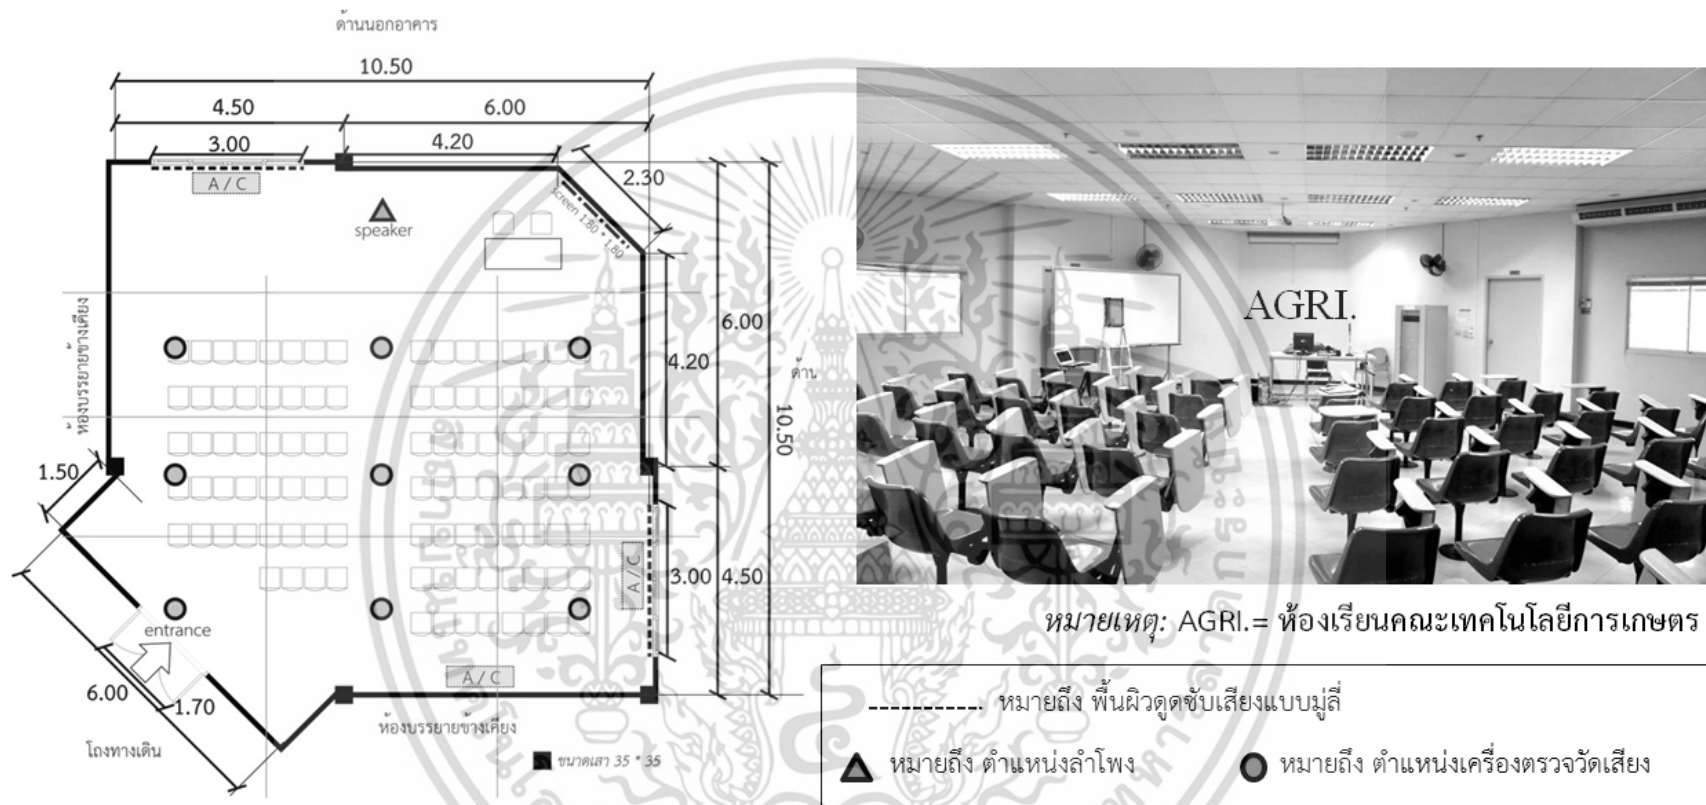 ด้านนอกอาคาร
10.50
4.50 6.00
3.00 4.20
A / C
2.30
screen 1.80 * 1.80
speaker
ห้องบรรยายข้างเคียง
6.00
4.20
ด้าน
10.50
1.50
A / C
3.00 4.50
entrance
A / C
6.00
1.70
ห้องบรรยายข้างเคียง
โถงทางเดิน
ขนาดเสา 35 * 35
AGRI.
หมายเหตุ: AGRI.= ห้องเรียนคณะเทคโนโลยีการเกษตร
หมายถึง พื้นผิวดูดซับเสียงแบบมู่ลี่
หมายถึง ตำแหน่งลำโพง
หมายถึง ตำแหน่งเครื่องตรวจวัดเสียง